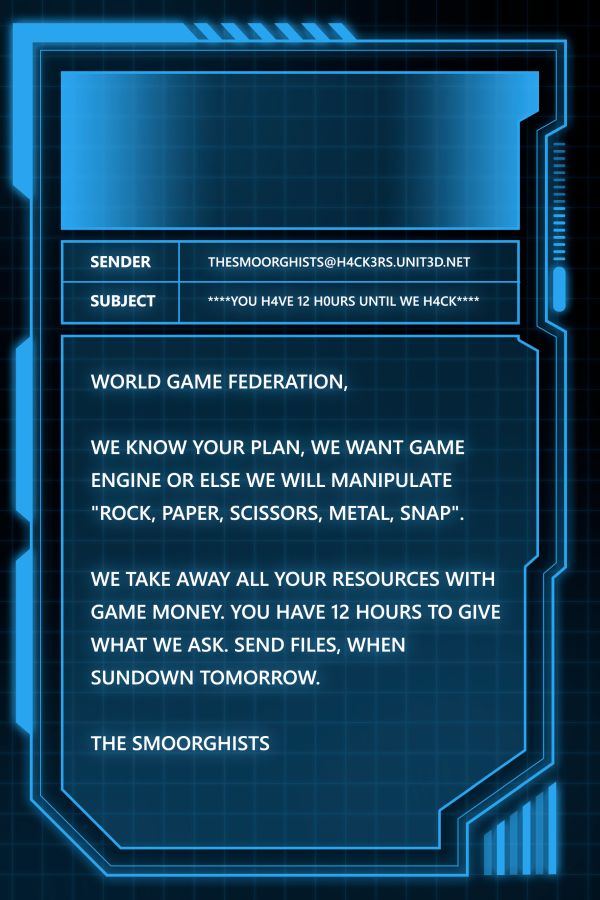 SENDER THESMOORGHISTS@H4CK3RS.UNIT3D.NET
SUBJECT ****YOU H4VE 12 H0URS UNTIL WE H4CK****
WORLD GAME FEDERATION,
WE KNOW YOUR PLAN, WE WANT GAME
ENGINE OR ELSE WE WILL MANIPULATE
"ROCK, PAPER, SCISSORS, METAL, SNAP".
WE TAKE AWAY ALL YOUR RESOURCES WITH
GAME MONEY. YOU HAVE 12 HOURS TO GIVE
WHAT WE ASK. SEND FILES, WHEN
SUNDOWN TOMORROW.
THE SMOORGHISTS